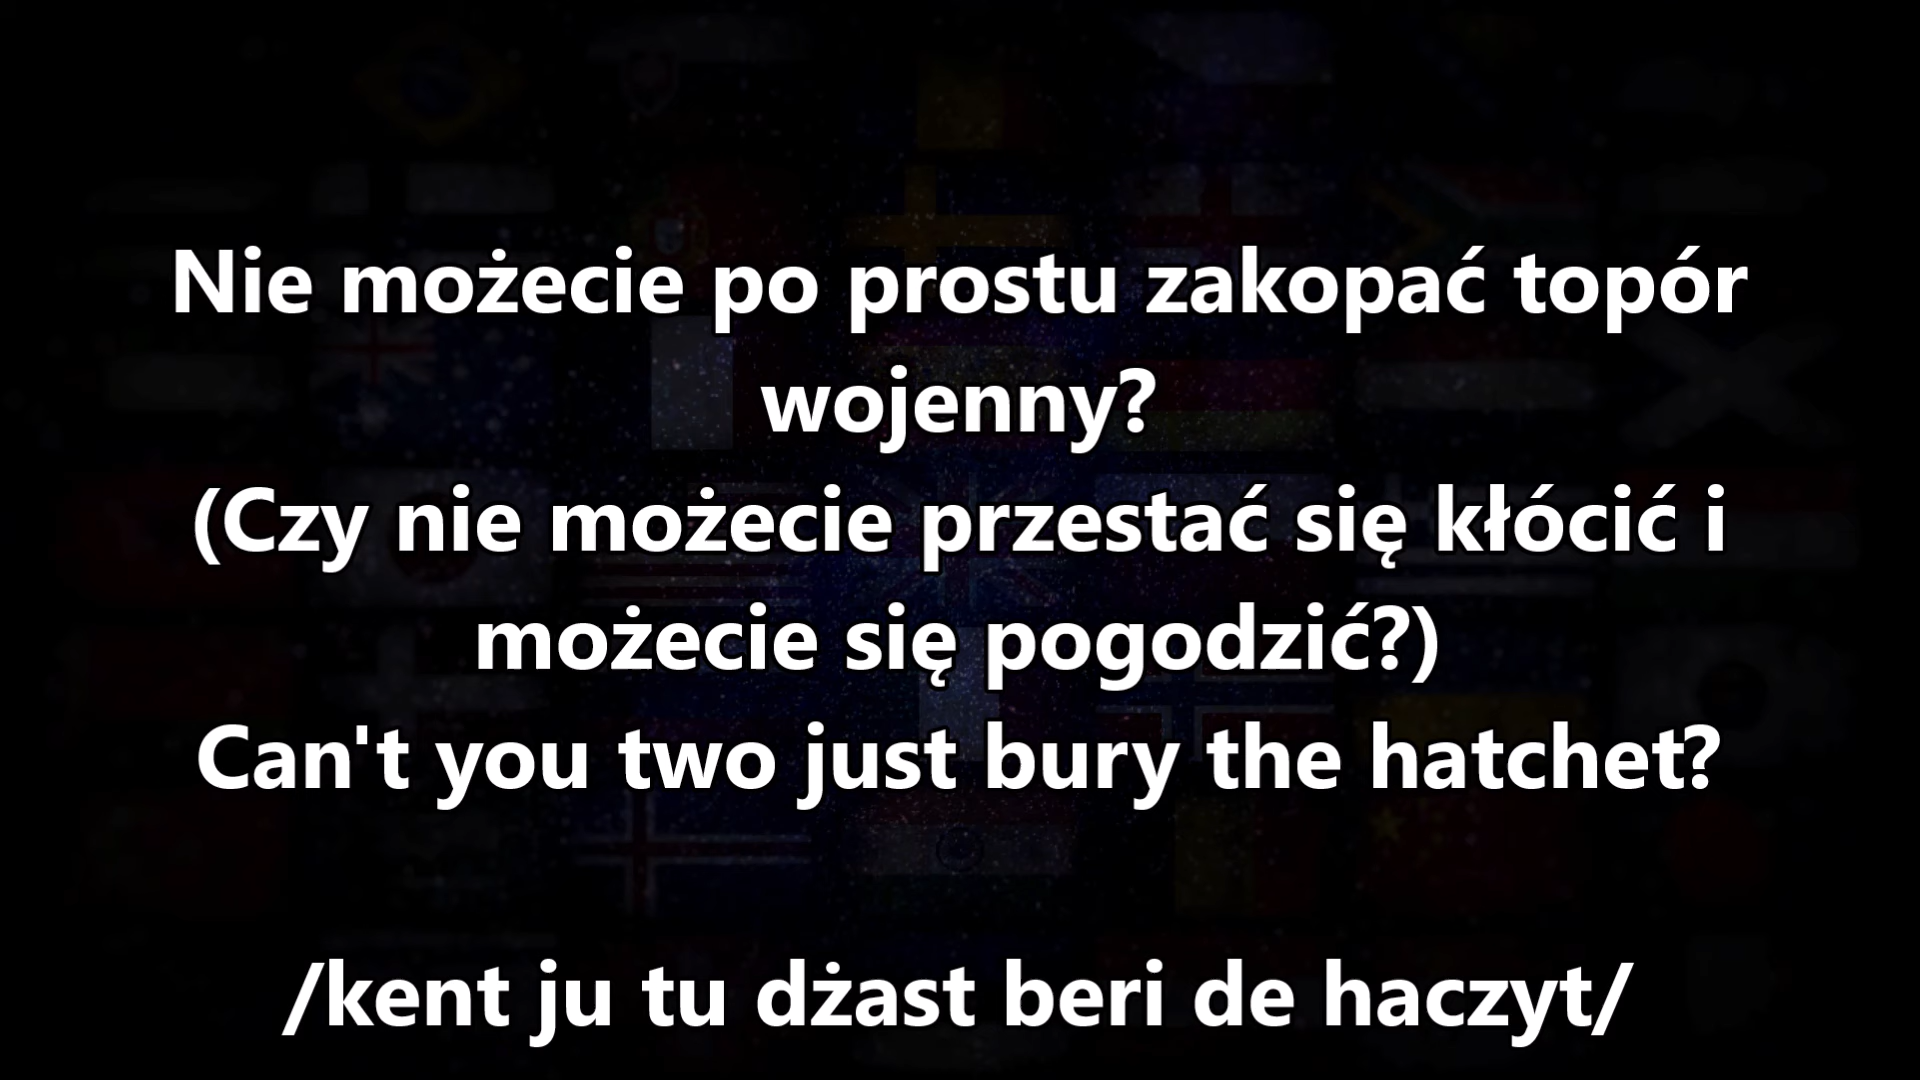 Nie możecie po prostu zakopać topór
wojenny?
(Czy nie możecie przestać się kłócić i
możecie się pogodzić?)
Can't you two just bury the hatchet?
/kent ju tu dżast beri de haczyt/